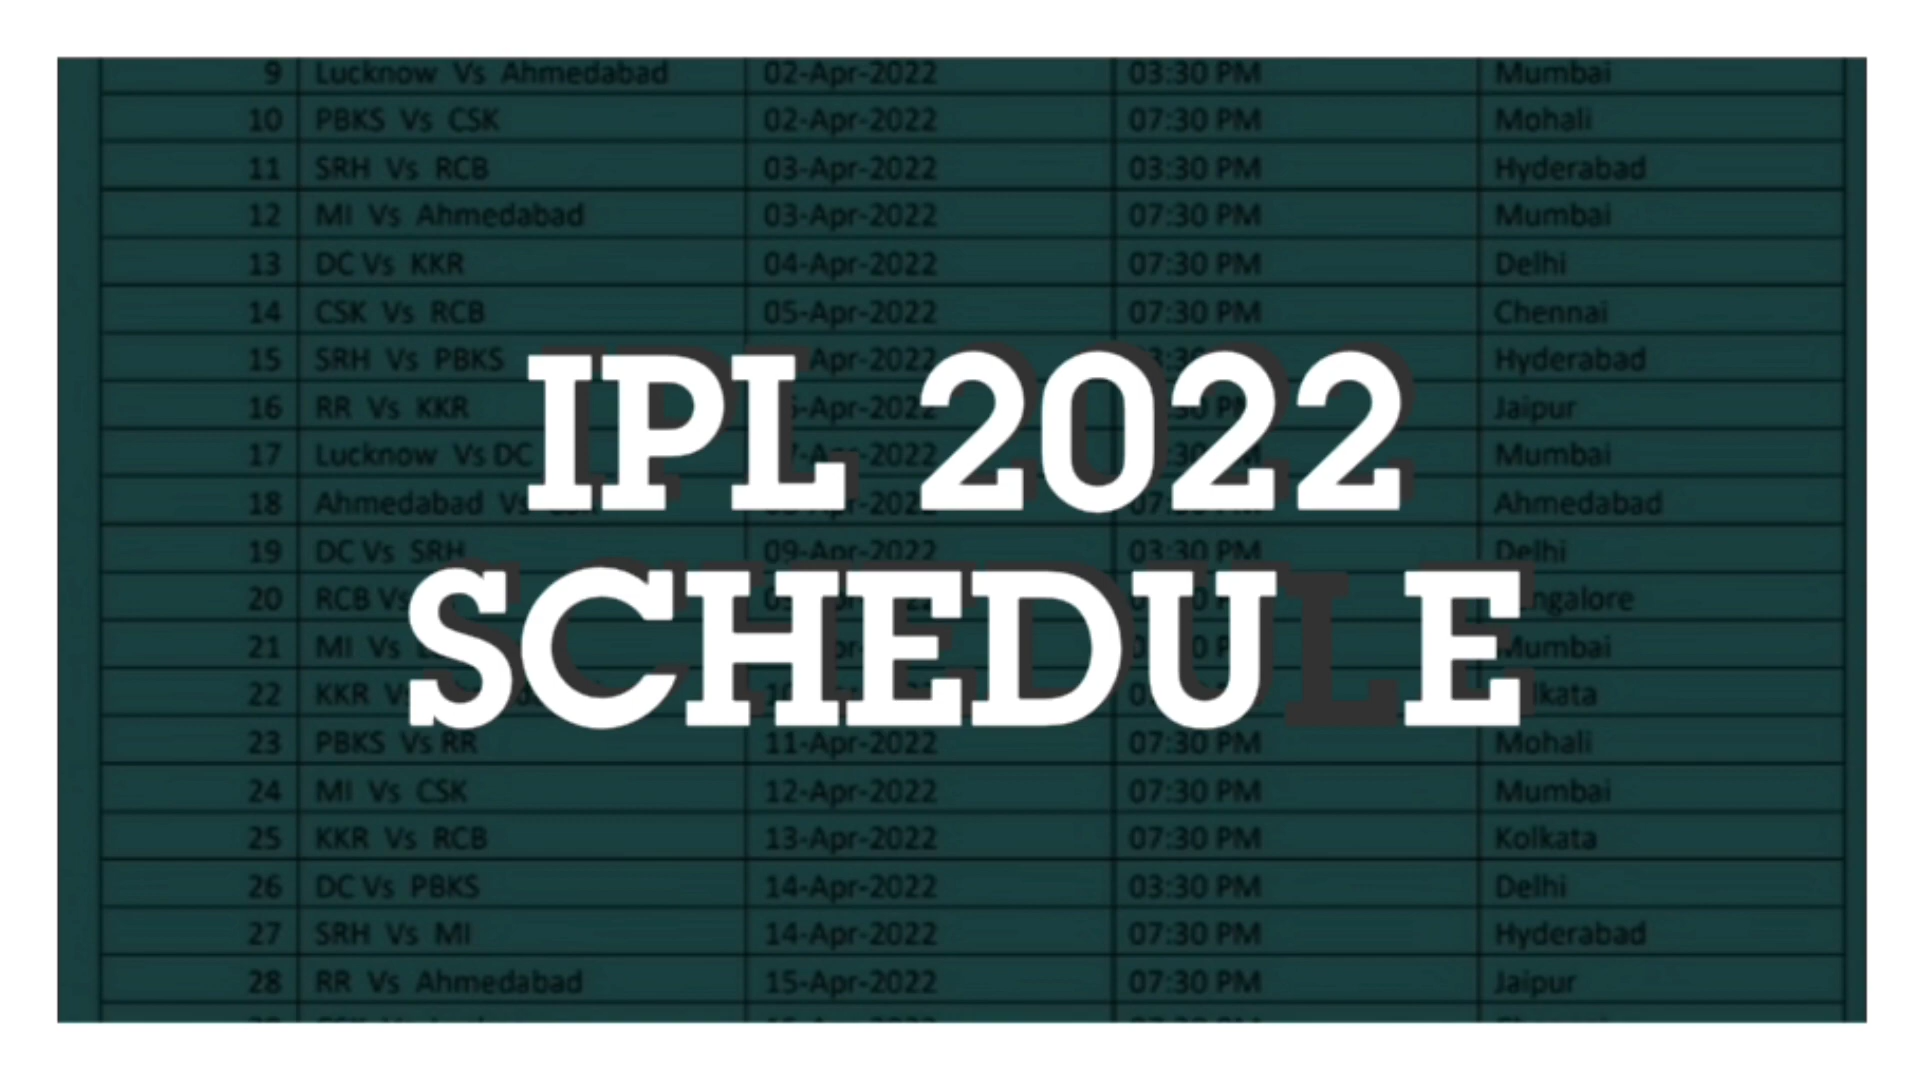 9 Lucknow Vs Ahmedabad 02-Apr-2022 03:30 PM Mumbai
10 PBKS Vs CSK 02-Apr-2022 07:30 PM Mohali
11 SRH Vs RCB 03-Apr-2022 03:30 PM Hyderabad
12 MI Vs Ahmedabad 03-Apr-2022 07:30 PM Mumbai
13 DC Vs KKR 04-Apr-2022 07:30 PM Delhi
14 CSK Vs RCB 05-Apr-2022 07:30 PM Chennai
15 SRH Vs PBKS Hyderabad
16 RR Vs KKR Jaipur
IPL 2022
17 Lucknow Vs DC Mumbai
18 Ahmedabad Vs Ahmedabad
19 DC Vs SRH 09-Apr-2022 03:30 PM Delhi
20 RCB Vs
SCHEDULE
21 MI Vs Mumbai
22 KKR
23 PBKS Vs RR 11-Apr-2022 07:30 PM Mohali
24 MI Vs CSK 12-Apr-2022 07:30 PM Mumbai
25 KKR Vs RCB 13-Apr-2022 07:30 PM Kolkata
26 DC Vs PBKS 14-Apr-2022 03:30 PM Delhi
27 SRH Vs MI 14-Apr-2022 07:30 PM Hyderabad
28 RR Vs Ahmedabad 15-Apr-2022 07:30 PM Jaipur